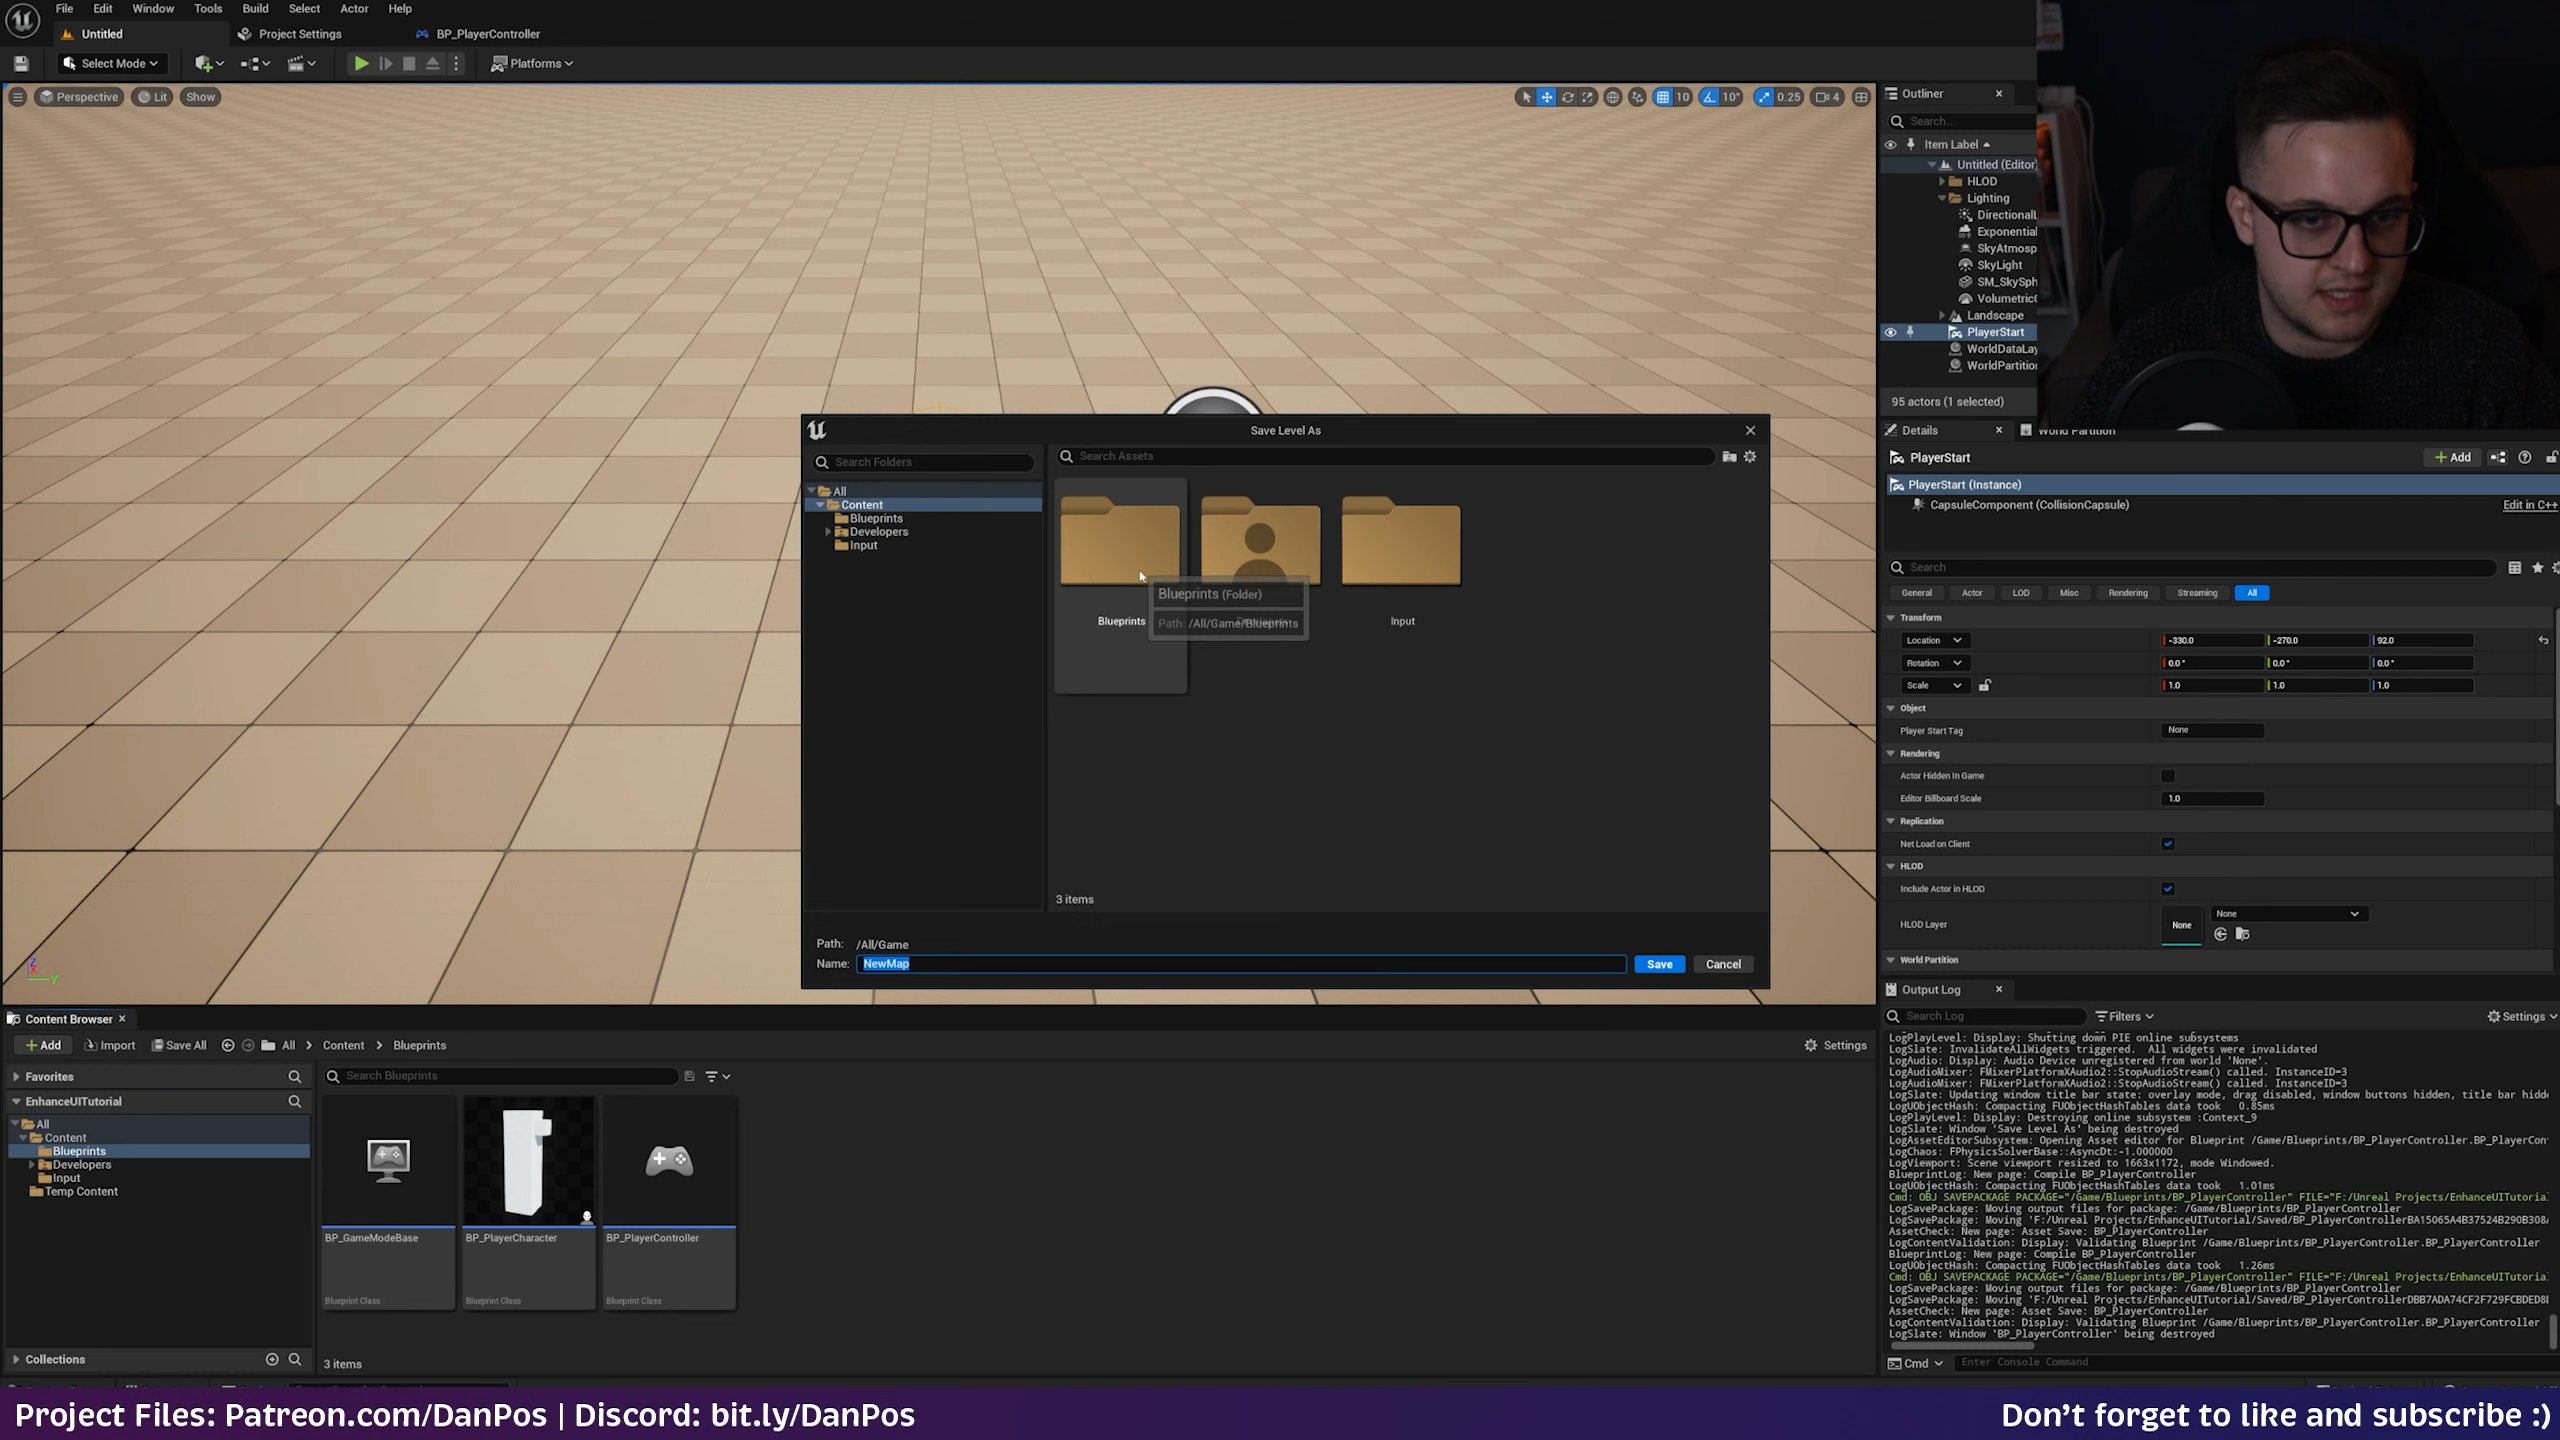 File Edit Window Tools Build Select Actor Help
Untitled Project Settings BP_PlayerController
Select Mode Platforms
Perspective Lit Show 10 10° 0.25 4
Outliner
Search...
Item Label
Untitled (Editor)
HLOD
Lighting
DirectionalL
Exponential
SkyAtmosp
SkyLight
SM_SkySph
VolumetricC
Landscape
PlayerStart
WorldDataLay
WorldPartitio
95 actors (1 selected)
Details World Partition
PlayerStart
Add
PlayerStart (Instance)
CapsuleComponent (CollisionCapsule) Edit in C++
Search
General Actor LOD Misc Rendering Streaming All
Transform
Location -330.0 -270.0 92.0
Rotation 0.0° 0.0° 0.0°
Scale 1.0 1.0 1.0
Object
Player Start Tag None
Rendering
Actor Hidden In Game
Editor Billboard Scale 1.0
Replication
Net Load on Client
HLOD
Include Actor in HLOD
HLOD Layer None None
World Partition
Save Level As
Search Folders
Search Assets
All
Content
Blueprints
Developers
Input
Blueprints
Input
Blueprints (Folder)
Path: /All/Game/Blueprints
3 items
Path: /All/Game
Name: NewMap Save Cancel
Content Browser
Add Import Save All All > Content > Blueprints Settings
Favorites
Search Blueprints
EnhanceUITutorial
All
Content
Blueprints
Developers
Input
Temp Content
BP_GameModeBase
Blueprint Class
BP_PlayerCharacter
Blueprint Class
BP_PlayerController
Blueprint Class
Collections
3 items
Output Log
Search Log Filters Settings
LogPlayLevel: Display: Shutting down PIE online subsystems
LogSlate: InvalidateAllWidgets triggered. All widgets were invalidated
LogAudio: Display: Audio Device unregistered from world 'None'.
LogAudioMixer: FMixerPlatformXAudio2::StopAudioStream() called. InstanceID=3
LogAudioMixer: FMixerPlatformXAudio2::StopAudioStream() called. InstanceID=3
LogSlate: Updating window title bar state: overlay mode, drag disabled, window buttons hidden, title bar hidd
LogUObjectHash: Compacting FUObjectHashTables data took 0.85ms
LogPlayLevel: Display: Destroying online subsystem :Context_9
LogSlate: Window 'Save Level As' being destroyed
LogAssetEditorSubsystem: Opening Asset editor for Blueprint /Game/Blueprints/BP_PlayerController.BP_PlayerCon
LogChaos: FPhysicsSolverBase::AsyncDt:-1.000000
LogViewport: Scene viewport resized to 1663x1172, mode Windowed.
BlueprintLog: New page: Compile BP_PlayerController
LogUObjectHash: Compacting FUObjectHashTables data took 1.01ms
Cmd: OBJ SAVEPACKAGE PACKAGE="/Game/Blueprints/BP_PlayerController" FILE="F:/Unreal Projects/EnhanceUITutoria
LogSavePackage: Moving output files for package: /Game/Blueprints/BP_PlayerController
LogSavePackage: Moving 'F:/Unreal Projects/EnhanceUITutorial/Saved/BP_PlayerControllerBA15065A4B37524B290B308
AssetCheck: New page: Asset Save: BP_PlayerController
LogContentValidation: Display: Validating Blueprint /Game/Blueprints/BP_PlayerController.BP_PlayerController
BlueprintLog: New page: Compile BP_PlayerController
LogUObjectHash: Compacting FUObjectHashTables data took 1.26ms
Cmd: OBJ SAVEPACKAGE PACKAGE="/Game/Blueprints/BP_PlayerController" FILE="F:/Unreal Projects/EnhanceUITutoria
LogSavePackage: Moving output files for package: /Game/Blueprints/BP_PlayerController
LogSavePackage: Moving 'F:/Unreal Projects/EnhanceUITutorial/Saved/BP_PlayerControllerDBB7ADA74CF2F729FCBDED8
AssetCheck: New page: Asset Save: BP_PlayerController
LogContentValidation: Display: Validating Blueprint /Game/Blueprints/BP_PlayerController.BP_PlayerController
LogSlate: Window 'BP_PlayerController' being destroyed
Cmd Enter Console Command
Project Files: Patreon.com/DanPos | Discord: bit.ly/DanPos
Don't forget to like and subscribe :)